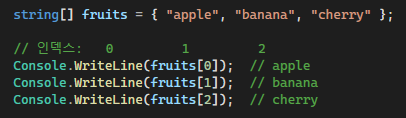 string[] fruits = { "apple", "banana", "cherry" };
// 인덱스: 0 1 2
Console.WriteLine(fruits[0]); // apple
Console.WriteLine(fruits[1]); // banana
Console.WriteLine(fruits[2]); // cherry